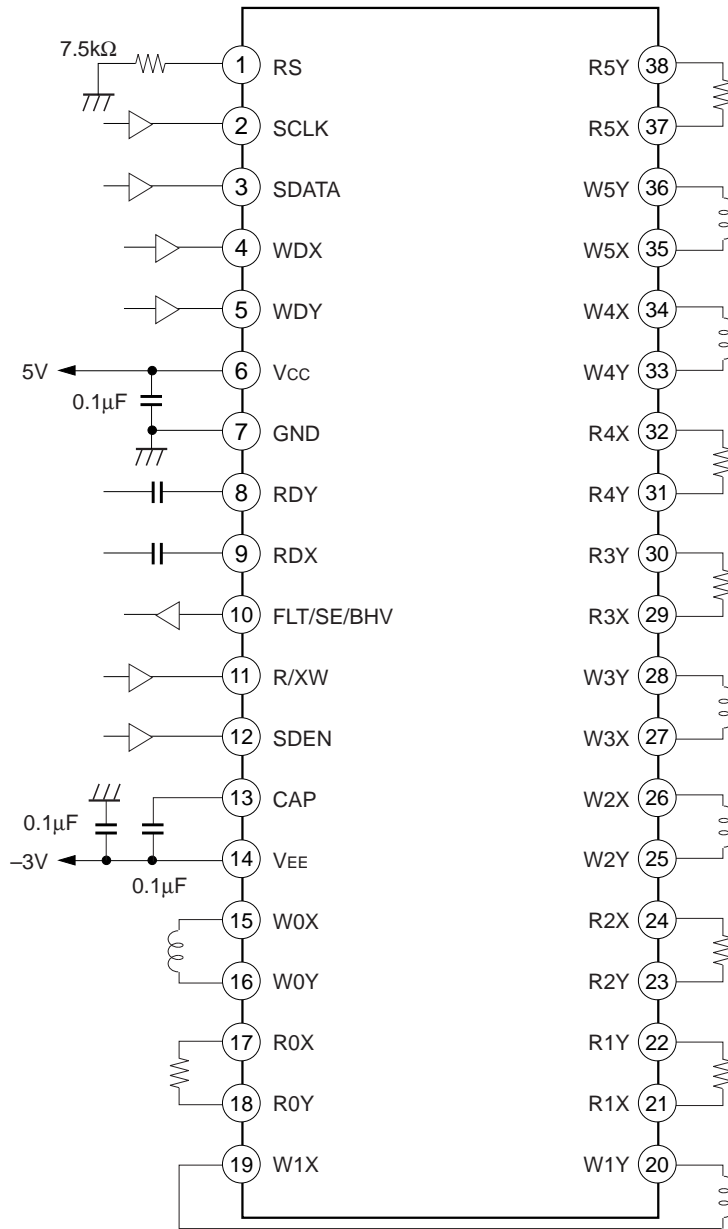 7.5kΩ
1 RS
2 SCLK
3 SDATA
4 WDX
5 WDY
5V
6 VCC
0.1µF
7 GND
8 RDY
9 RDX
10 FLT/SE/BHV
11 R/XW
12 SDEN
13 CAP
0.1µF
–3V
14 VEE
0.1µF
15 W0X
16 W0Y
17 R0X
18 R0Y
19 W1X
R5Y 38
R5X 37
W5Y 36
W5X 35
W4X 34
W4Y 33
R4X 32
R4Y 31
R3Y 30
R3X 29
W3Y 28
W3X 27
W2X 26
W2Y 25
R2X 24
R2Y 23
R1Y 22
R1X 21
W1Y 20